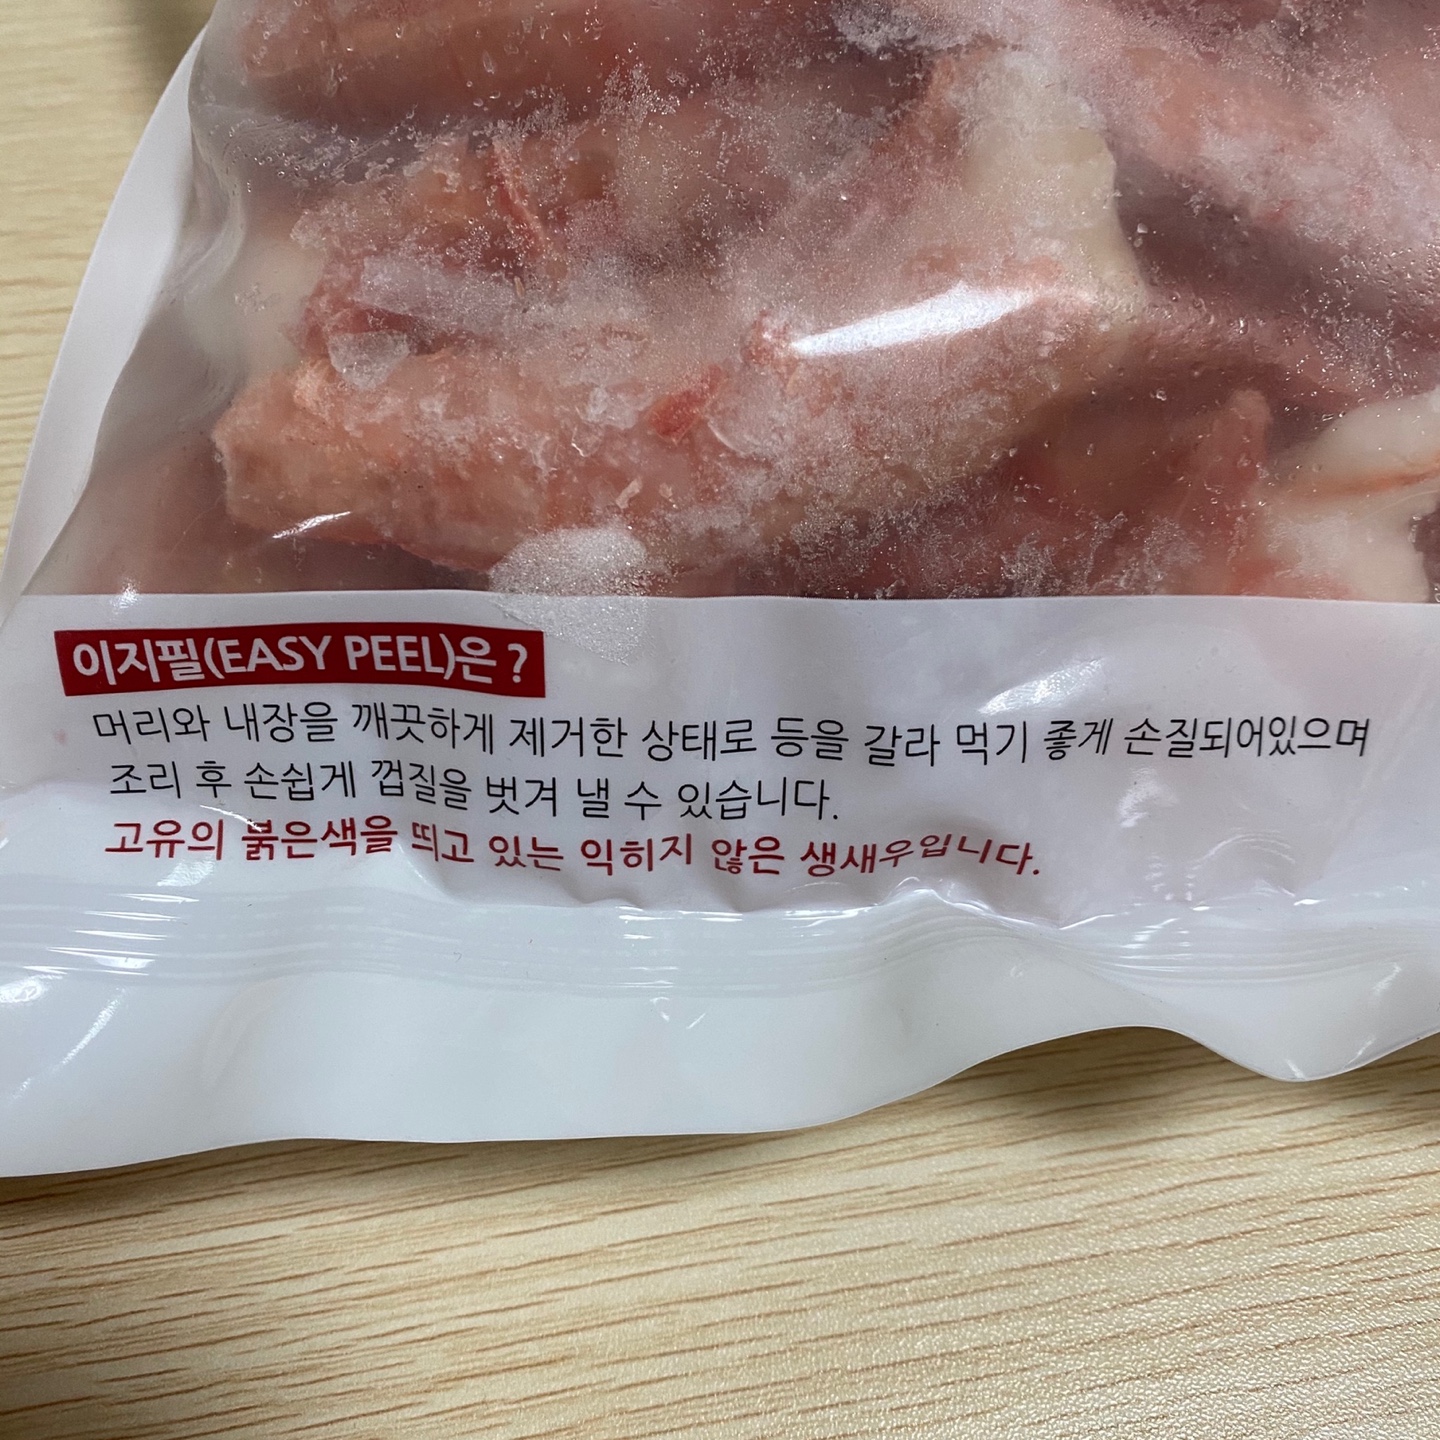 이지필(EASY PEEL)은?
머리와 내장을 깨끗하게 제거한 상태로 등을 갈라 먹기 좋게 손질되어있으며
조리 후 손쉽게 껍질을 벗겨 낼 수 있습니다.
고유의 붉은색을 띄고 있는 익히지 않은 생새우입니다.